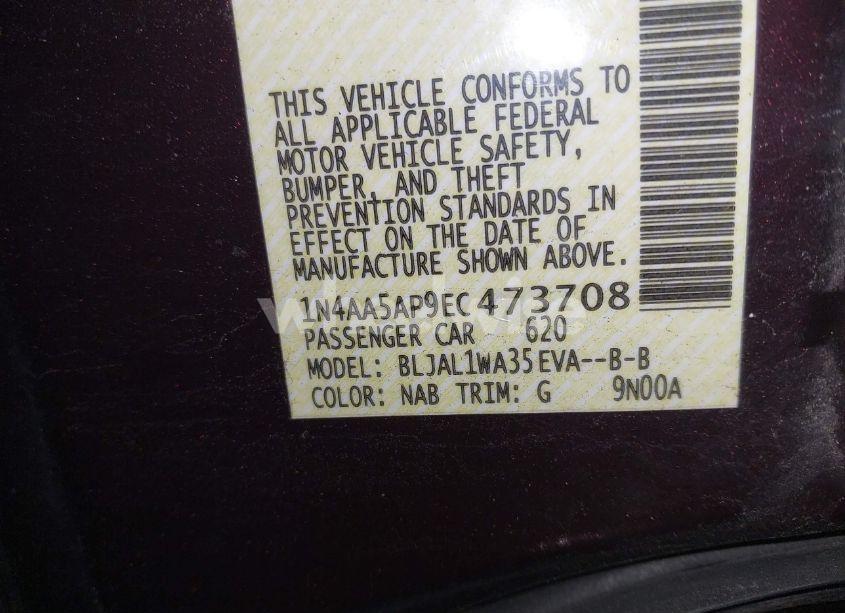 THIS VEHICLE CONFORMS TO
ALL APPLICABLE FEDERAL
MOTOR VEHICLE SAFETY,
BUMPER, AND THEFT
PREVENTION STANDARDS IN
EFFECT ON THE DATE OF
MANUFACTURE SHOWN ABOVE.
1N4AA5AP9EC473708
PASSENGER CAR 620
MODEL: BLJAL1WA35EVA--B-B
COLOR: NAB TRIM: G 9N00A